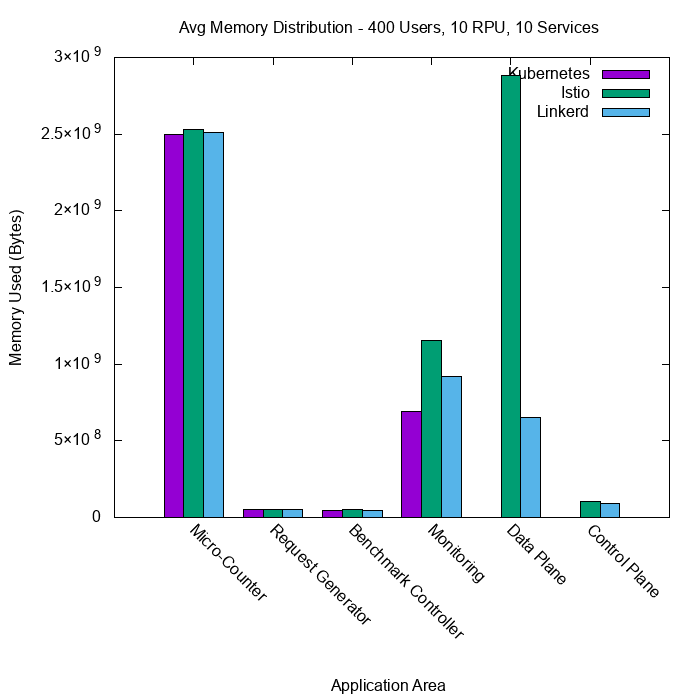 Avg Memory Distribution - 400 Users, 10 RPU, 10 Services
3×10⁹
2.5×10⁹
2×10⁹
1.5×10⁹
1×10⁹
5×10⁸
0
Memory Used (Bytes)
Kubernetes
Istio
Linkerd
Micro-Counter
Request Generator
Benchmark Controller
Monitoring
Data Plane
Control Plane
Application Area